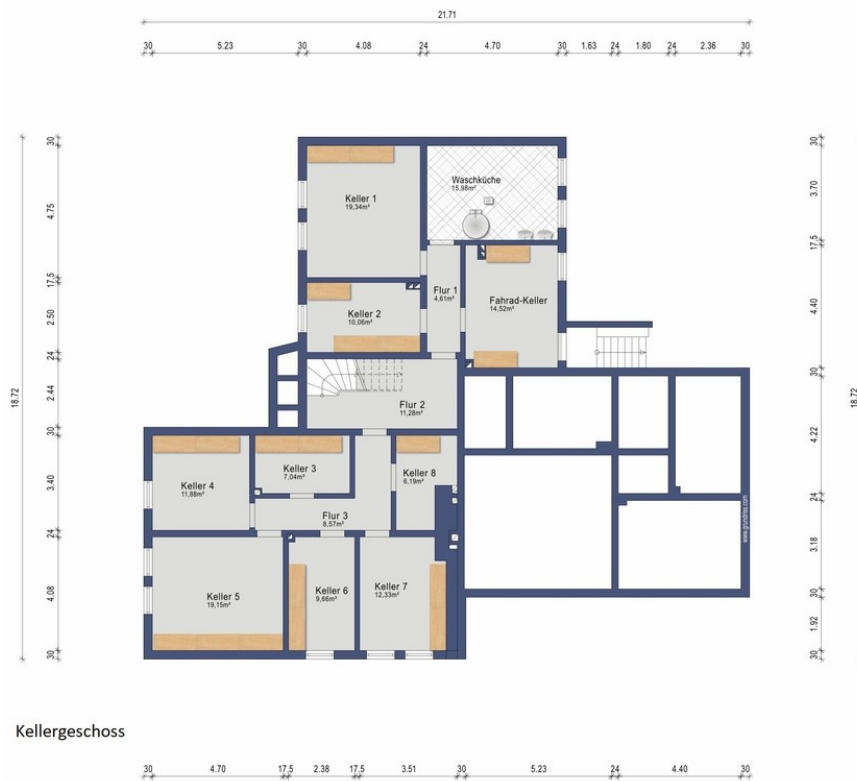 21.71
30 5.23 30 4.08 24 4.70 30 1.63 24 1.80 24 2.36 30
18.72
30 4.75 17.5 2.50 24 2.44 30 3.40 24 4.08 30
Keller 1
19,34m²
Waschküche
15,98m²
Flur 1
4,61m²
Fahrad-Keller
14,52m²
Keller 2
10,06m²
Flur 2
11,28m²
Keller 3
7,04m²
Keller 8
6,19m²
Keller 4
11,88m²
Flur 3
8,57m²
Keller 5
19,15m²
Keller 6
9,66m²
Keller 7
12,33m²
www.grundriss.com
30 3.70 17.5 4.40 30 4.22 24 3.18 30 1.92 30
18.72
Kellergeschoss
30 4.70 17.5 2.38 17.5 3.51 30 5.23 24 4.40 30